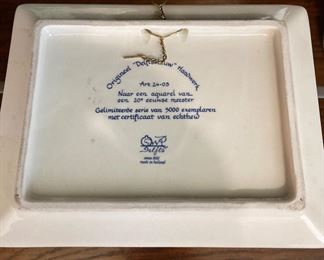 Origineel "Delftsblauw" Handwerk
Art: 24-05
Naar een aquarel van...
een 20e eeuwse meester
Gelimiteerde serie van 5000 exemplaren
met certificaat van echtheid
Delfts
made in holland